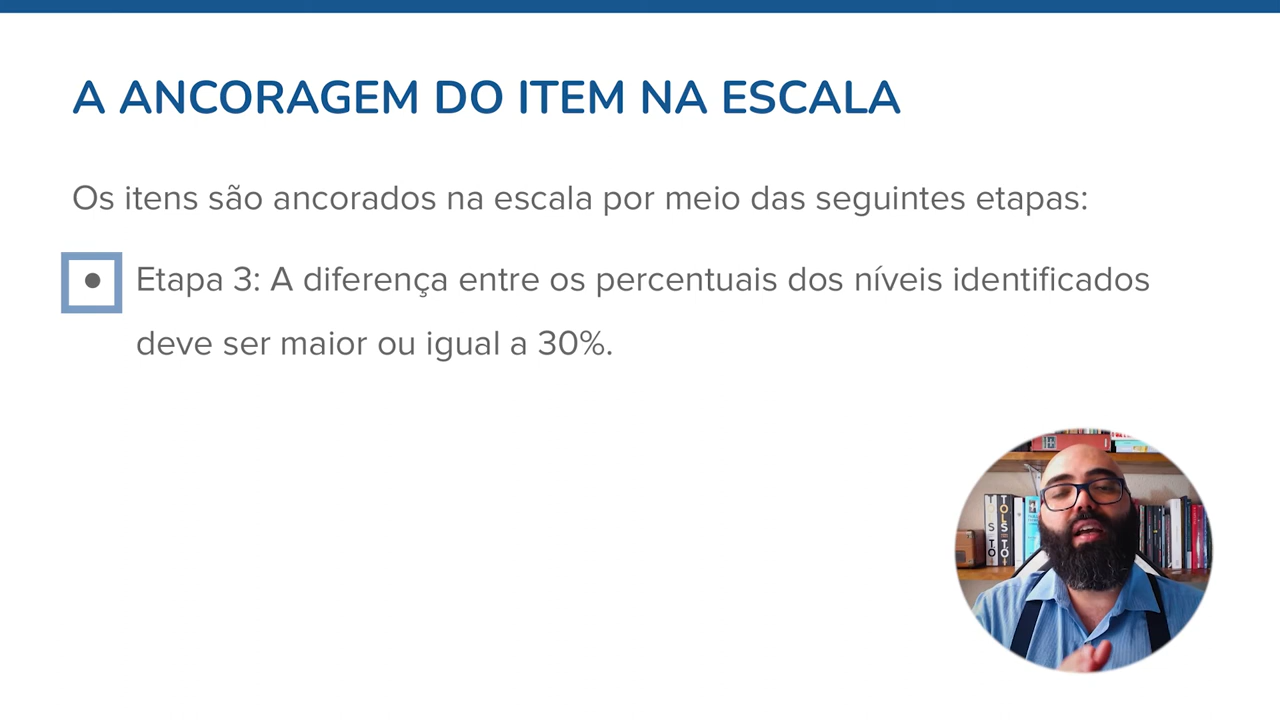 A ANCORAGEM DO ITEM NA ESCALA
Os itens são ancorados na escala por meio das seguintes etapas:
• Etapa 3: A diferença entre os percentuais dos níveis identificados
deve ser maior ou igual a 30%.
TOLSTÓI